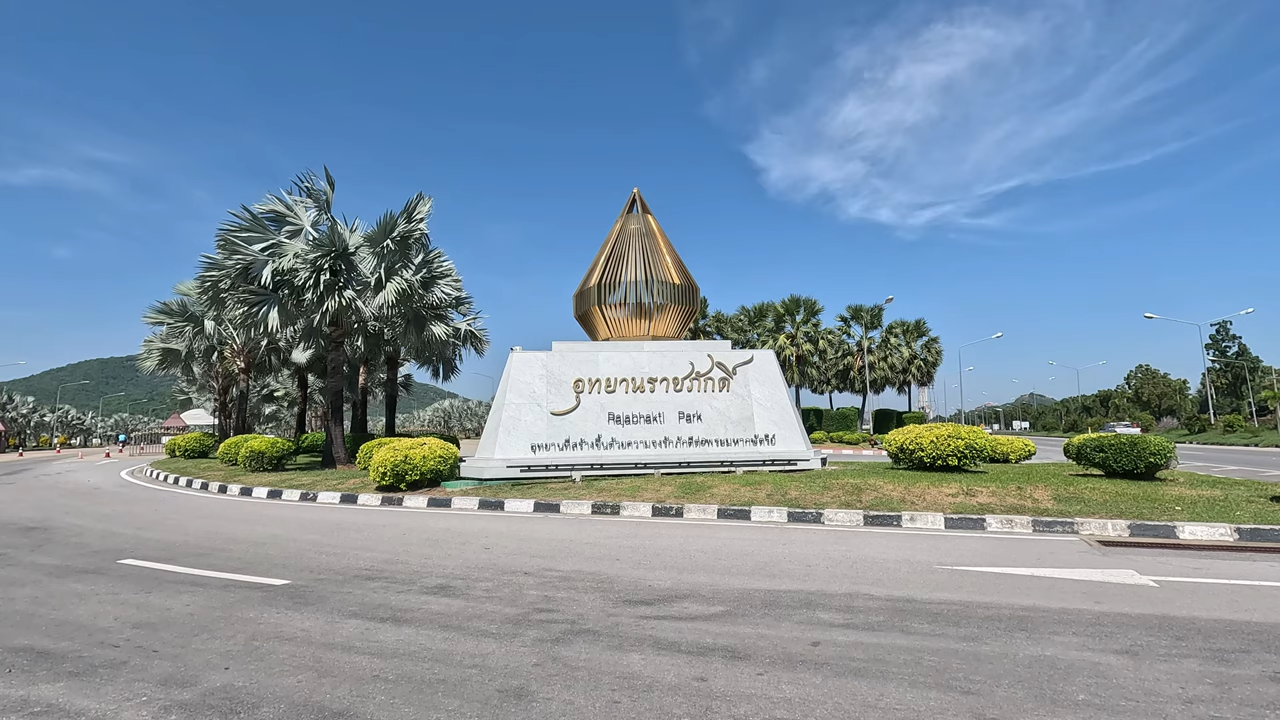 อุทยานราชภักดิ์
Rajabhakti Park
อุทยานที่สร้างขึ้นด้วยความจงรักภักดีต่อพระมหากษัตริย์